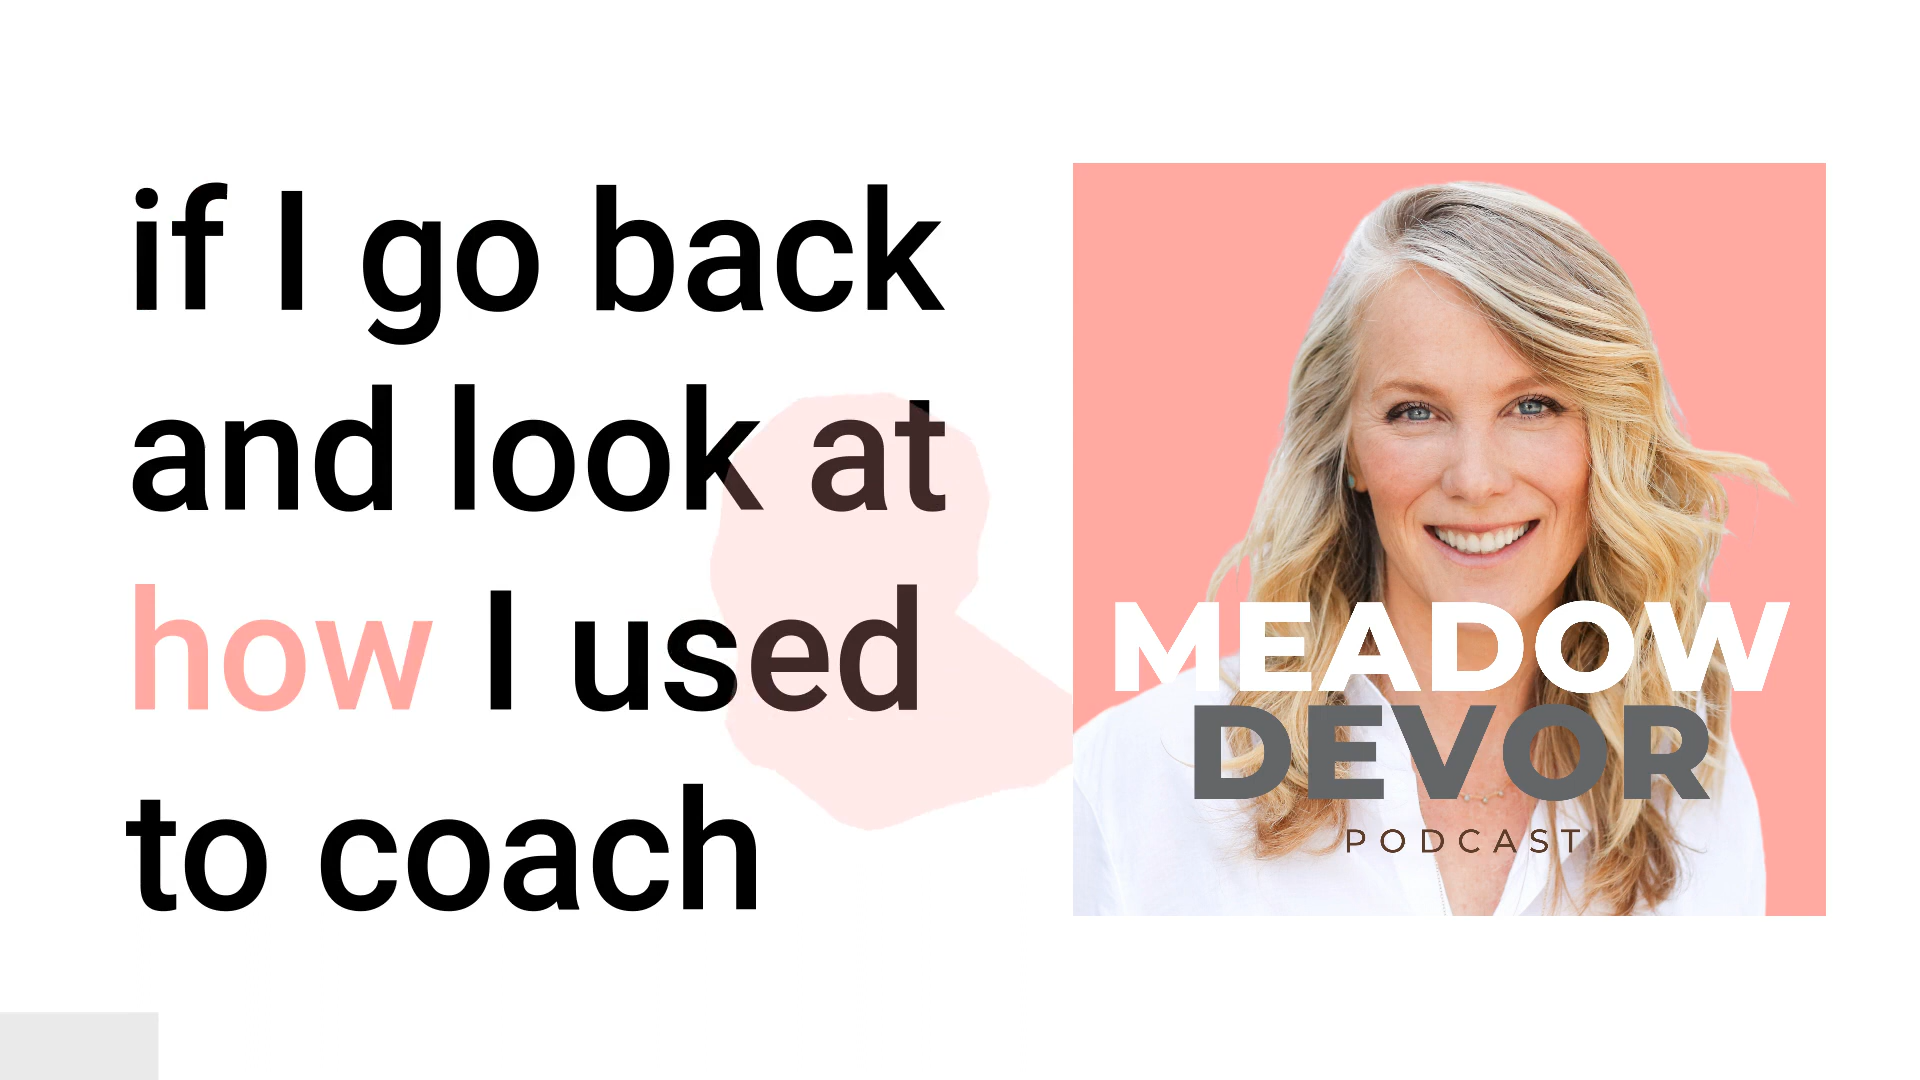 if I go back
and look at
how I used
to coach
MEADOW
DEVOR
PODCAST